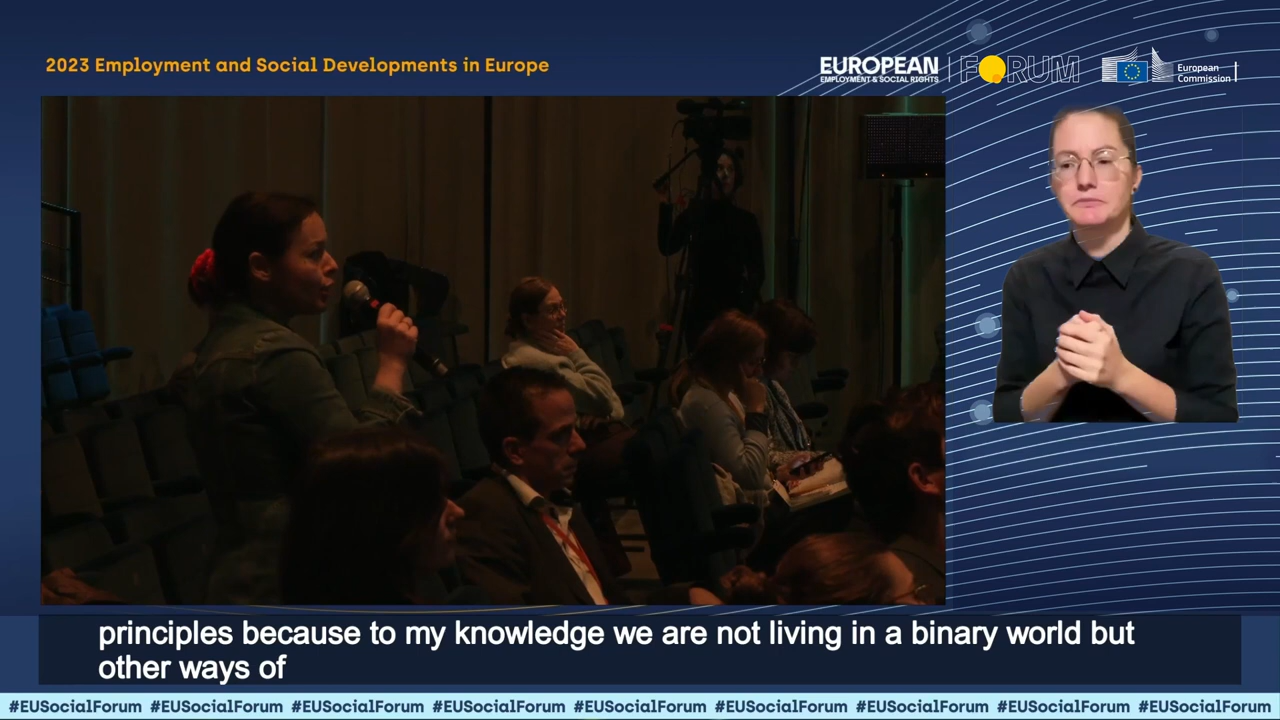 2023 Employment and Social Developments in Europe
EUROPEAN
EMPLOYMENT & SOCIAL RIGHTS
FORUM
European
Commission
principles because to my knowledge we are not living in a binary world but
other ways of
#EUSocialForum #EUSocialForum #EUSocialForum #EUSocialForum #EUSocialForum #EUSocialForum #EUSocialForum #EUSocialForum #EUSocialForum